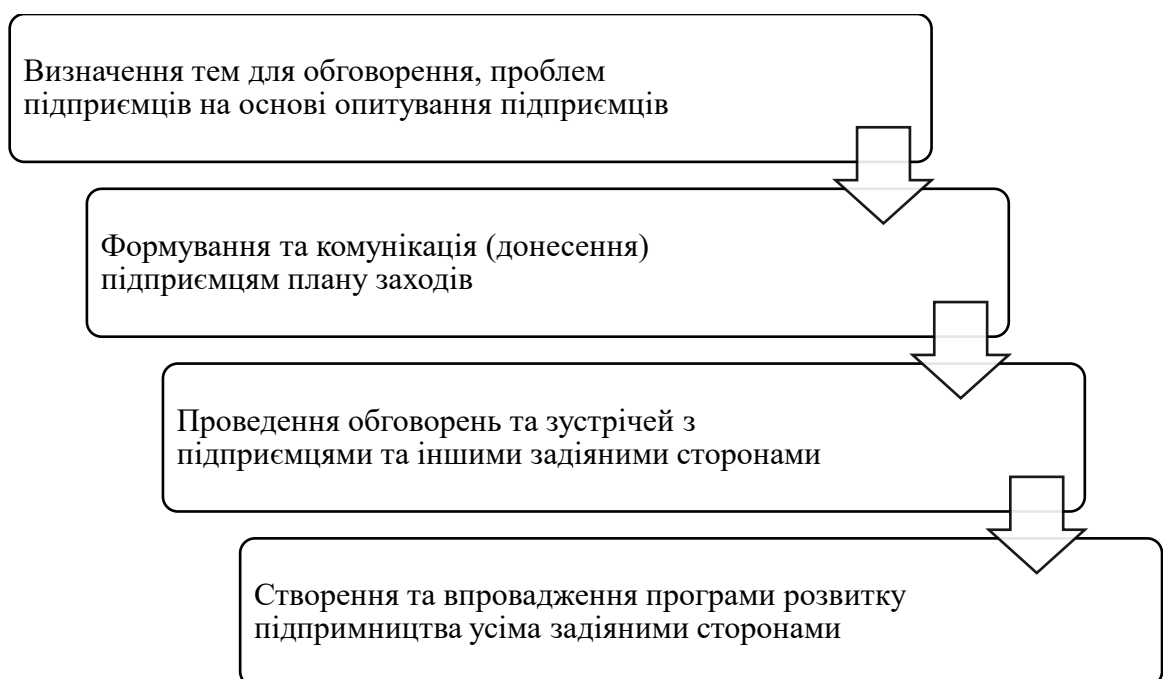 Визначення тем для обговорення, проблем
підприємців на основі опитування підприємців
Формування та комунікація (донесення)
підприємцям плану заходів
Проведення обговорень та зустрічей з
підприємцями та іншими задіяними сторонами
Створення та впровадження програми розвитку
підпримництва усіма задіяними сторонами